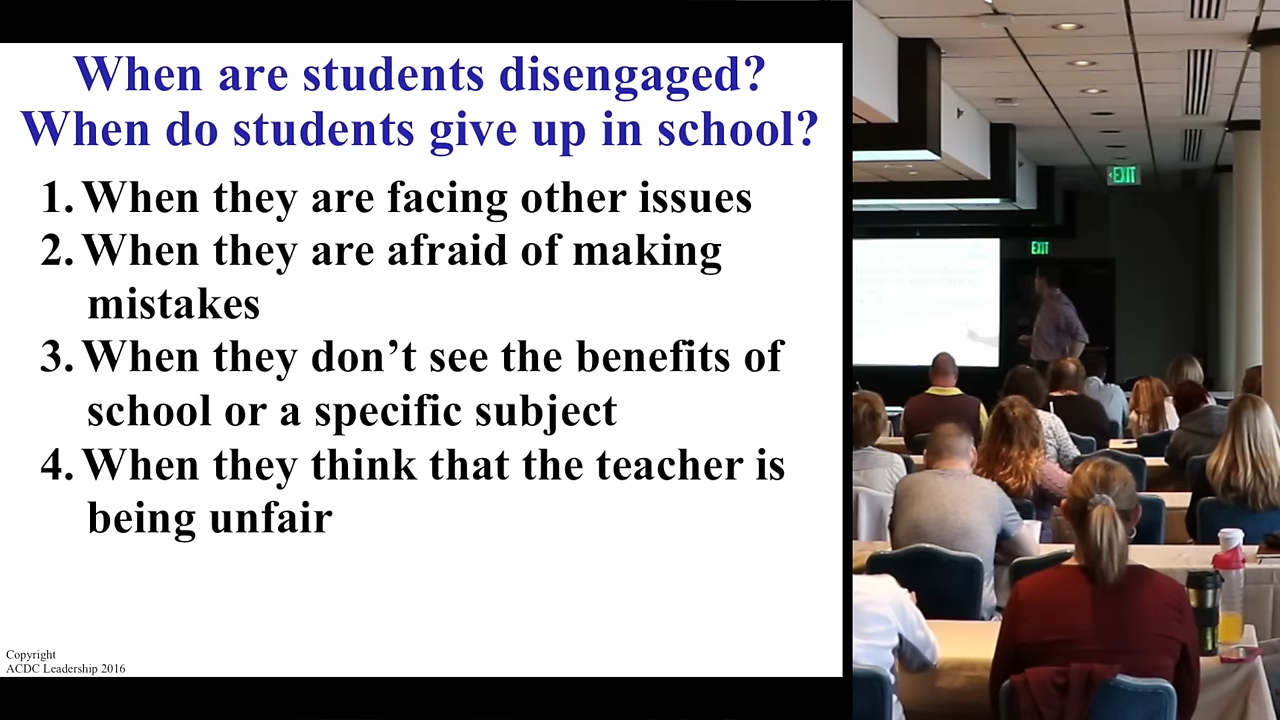 When are students disengaged?
When do students give up in school?
1. When they are facing other issues
2. When they are afraid of making
mistakes
3. When they don’t see the benefits of
school or a specific subject
4. When they think that the teacher is
being unfair
Copyright
ACDC Leadership 2016
EXIT
EXIT